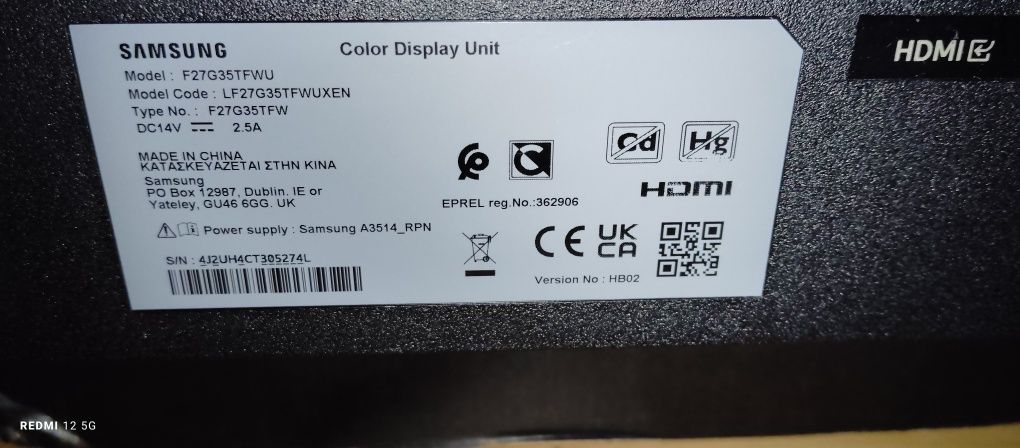 SAMSUNG
Color Display Unit
Model : F27G35TFWU
Model Code : LF27G35TFWUXEN
Type No. : F27G35TFW
DC14V 2.5A
MADE IN CHINA
ΚΑΤΑΣΚΕΥΑΖΕΤΑΙ ΣΤΗΝ ΚΙΝΑ
Samsung
PO Box 12987, Dublin. IE or
Yateley, GU46 6GG. UK
Cd
Hg
HDMI
EPREL reg.No.:362906
Power supply : Samsung A3514_RPN
S/N : 4J2UH4CT305274L
CE
UK
CA
Version No : HB02
HDMI
REDMI 12 5G